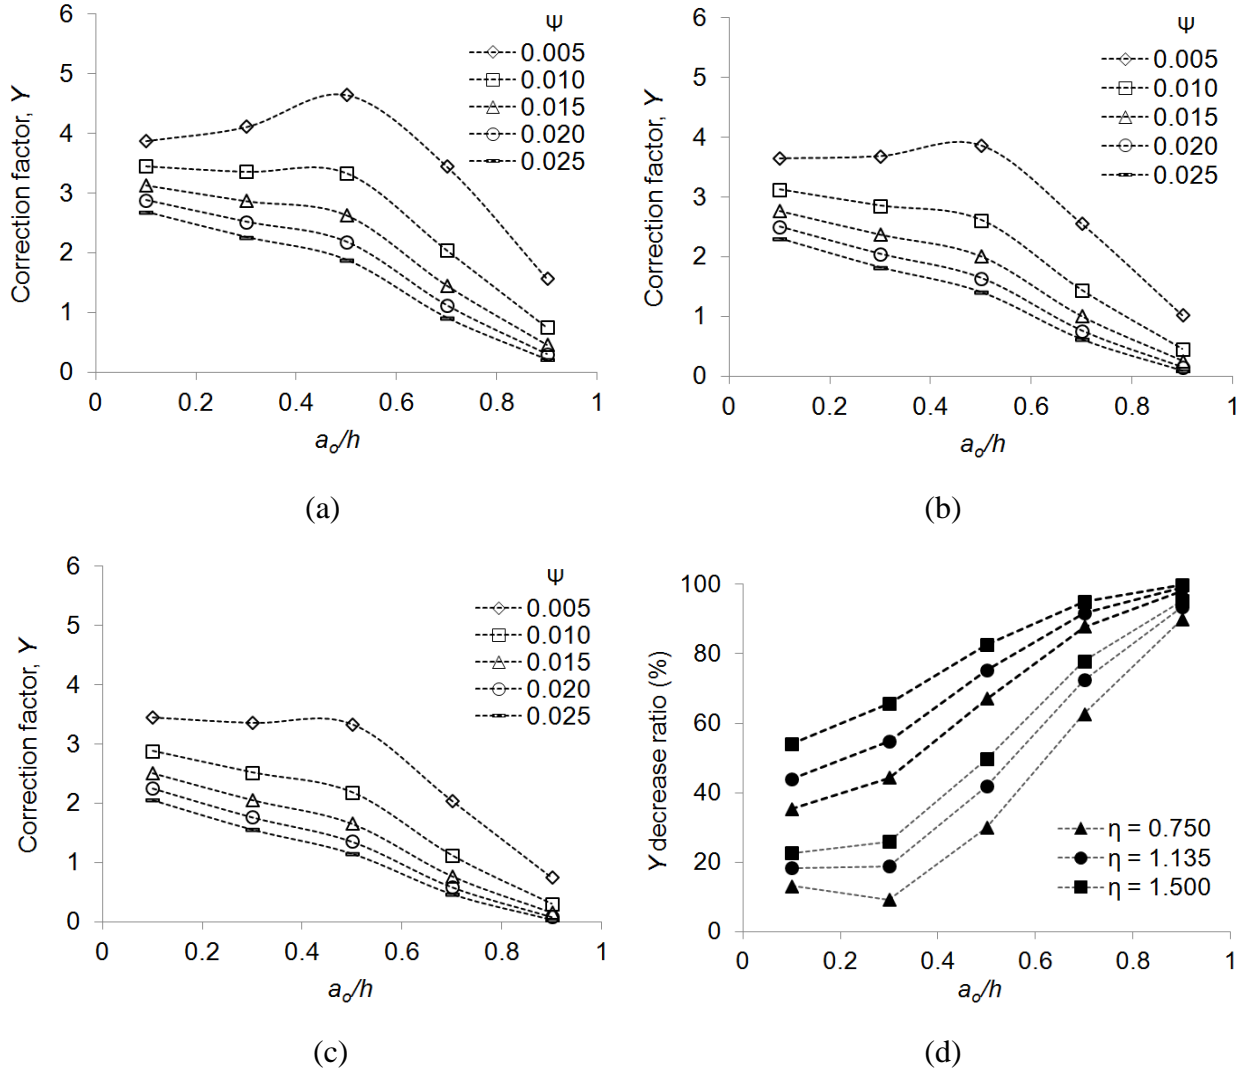 6
5
4
3
2
1
0
Correction factor, Y
Ψ
0.005
0.010
0.015
0.020
0.025
0 0.2 0.4 0.6 0.8 1
a₀/h
(a)
6
5
4
3
2
1
0
Correction factor, Y
Ψ
0.005
0.010
0.015
0.020
0.025
0 0.2 0.4 0.6 0.8 1
a₀/h
(b)
6
5
4
3
2
1
0
Correction factor, Y
Ψ
0.005
0.010
0.015
0.020
0.025
0 0.2 0.4 0.6 0.8 1
a₀/h
(c)
100
80
60
40
20
0
Y decrease ratio (%)
η = 0.750
η = 1.135
η = 1.500
0 0.2 0.4 0.6 0.8 1
a₀/h
(d)